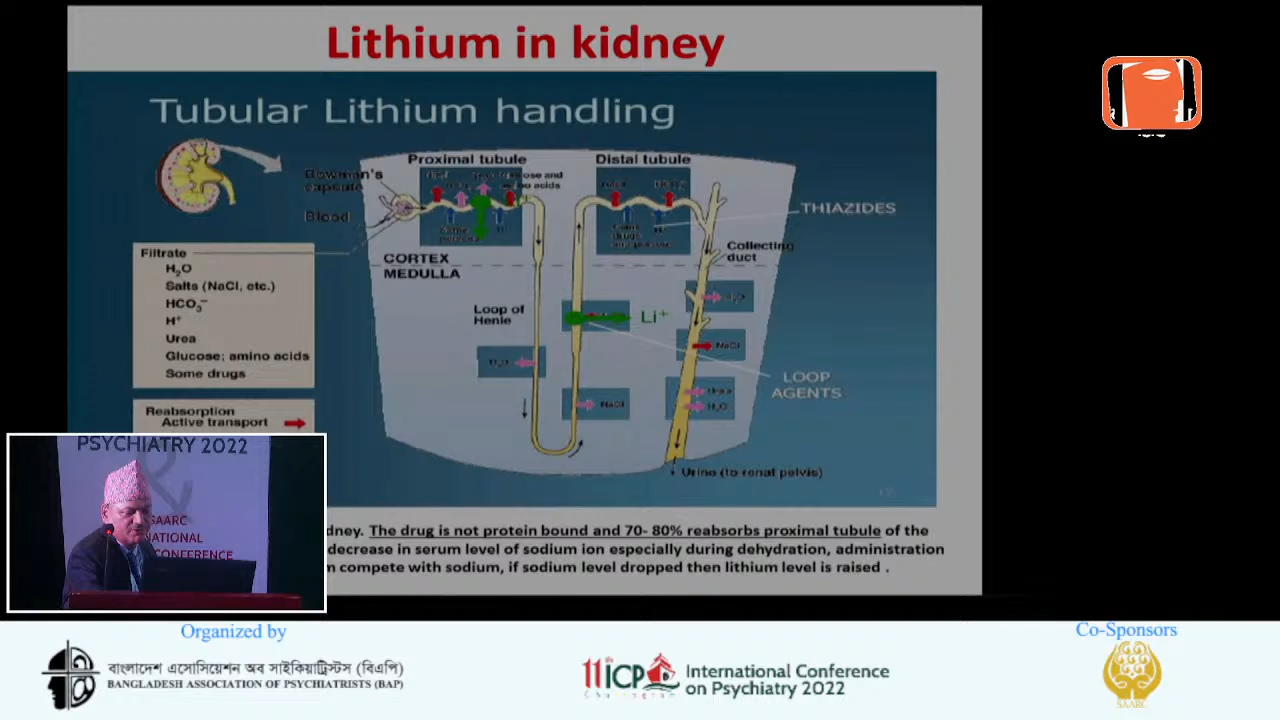 Lithium in kidney
Tubular Lithium handling
Proximal tubule
Distal tubule
Bowman's
capsule
Blood
THIAZIDES
Filtrate
H₂O
Salts (NaCl, etc.)
HCO₃⁻
H⁺
Urea
Glucose; amino acids
Some drugs
CORTEX
MEDULLA
Collecting
duct
Loop of
Henle
Li⁺
H₂O
NaCl
NaCl
H₂O
LOOP
AGENTS
Reabsorption
Active transport
Urine (to renal pelvis)
PSYCHIATRY 2022
SAARC
dney. The drug is not protein bound and 70- 80% reabsorbs proximal tubule of the
decrease in serum level of sodium ion especially during dehydration, administration
m compete with sodium, if sodium level dropped then lithium level is raised .
Organized by
বাংলাদেশ এসোসিয়েশন অব সাইকিয়াট্রিস্টস (বিএপি)
BANGLADESH ASSOCIATION OF PSYCHIATRISTS (BAP)
11th ICP
International Conference
on Psychiatry 2022
Co-Sponsors
SAARC